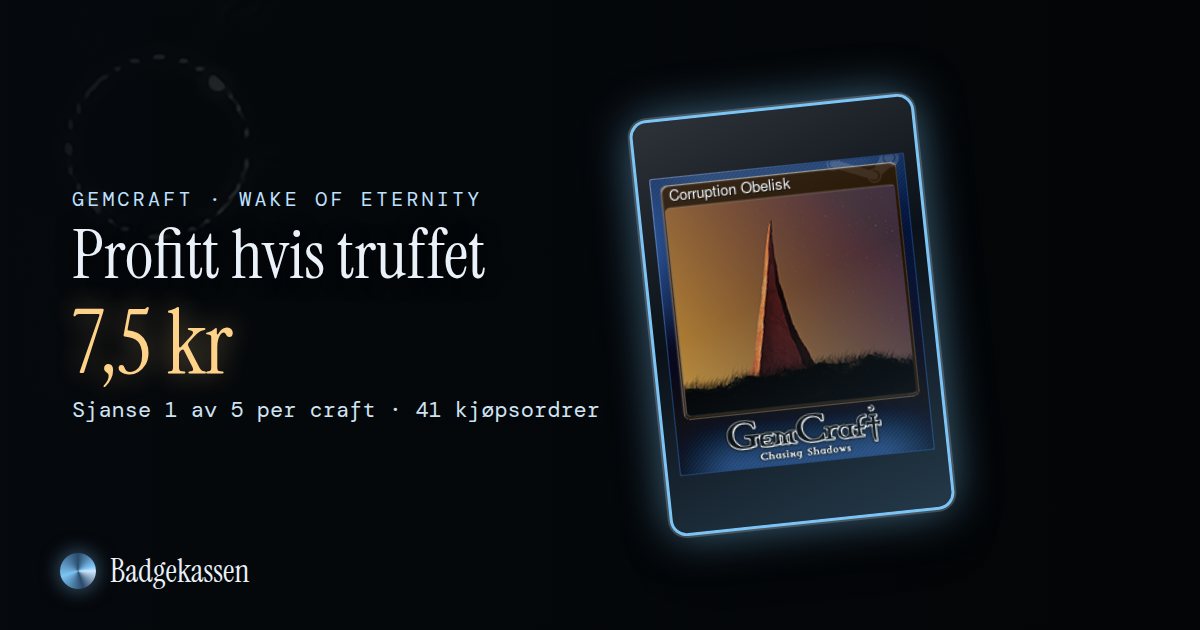 GEMCRAFT · WAKE OF ETERNITY
Profitt hvis truffet
7,5 kr
Sjanse 1 av 5 per craft · 41 kjøpsordrer
Badgekassen
Corruption Obelisk
GemCraft
Chasing Shadows